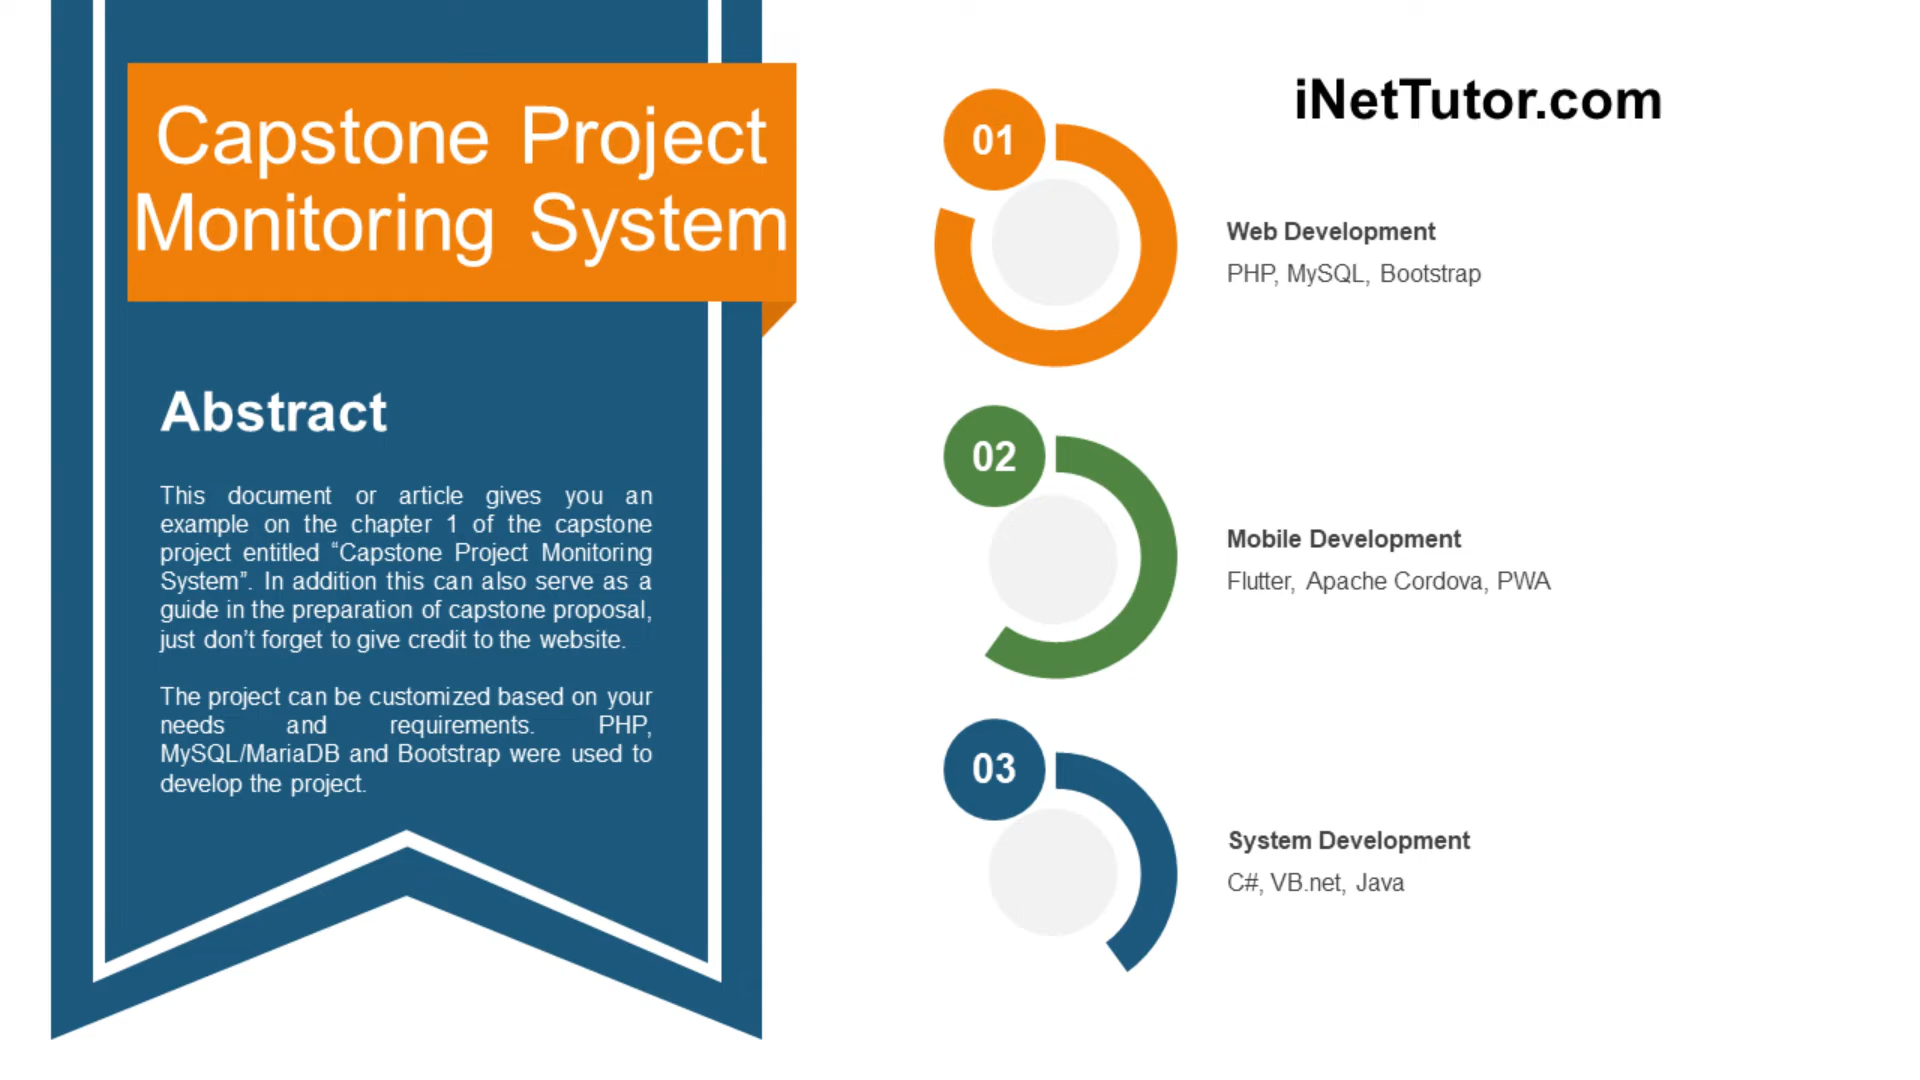 Capstone Project
Monitoring System
Abstract
This document or article gives you an
example on the chapter 1 of the capstone
project entitled “Capstone Project Monitoring
System”. In addition this can also serve as a
guide in the preparation of capstone proposal,
just don’t forget to give credit to the website.
The project can be customized based on your
needs and requirements. PHP,
MySQL/MariaDB and Bootstrap were used to
develop the project.
iNetTutor.com
01
Web Development
PHP, MySQL, Bootstrap
02
Mobile Development
Flutter, Apache Cordova, PWA
03
System Development
C#, VB.net, Java